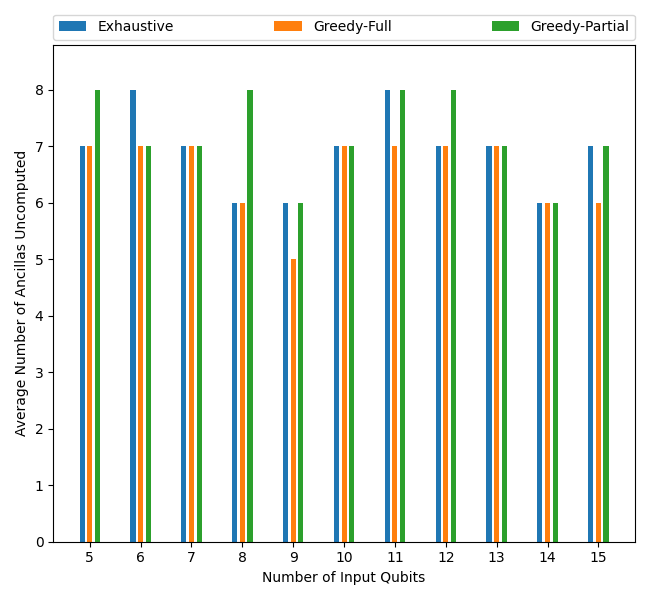 Exhaustive Greedy-Full Greedy-Partial
Average Number of Ancillas Uncomputed
8
7
6
5
4
3
2
1
0
5 6 7 8 9 10 11 12 13 14 15
Number of Input Qubits